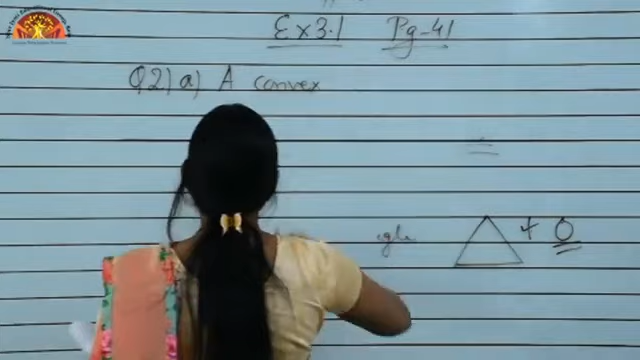 Ex 3.1 Pg-41
Q2) a) A convex
=
gle + 0